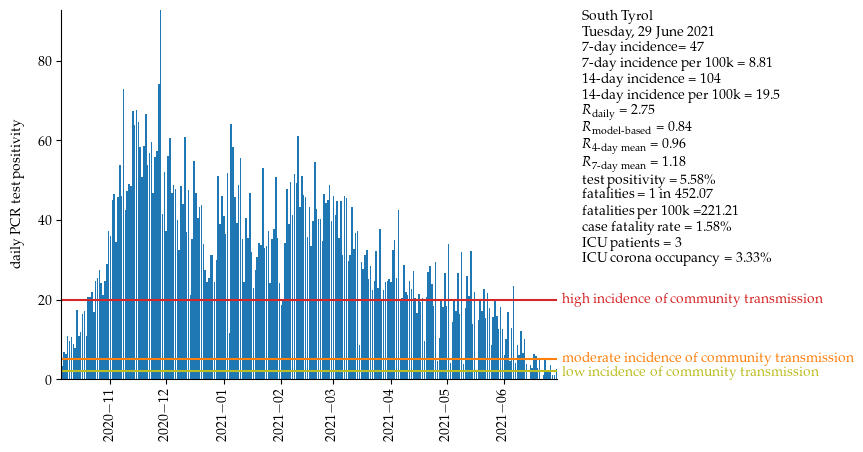 South Tyrol
Tuesday, 29 June 2021
7-day incidence= 47
7-day incidence per 100k = 8.81
14-day incidence = 104
14-day incidence per 100k = 19.5
R daily = 2.75
R model-based = 0.84
R 4-day mean = 0.96
R 7-day mean = 1.18
test positivity = 5.58%
fatalities = 1 in 452.07
fatalities per 100k =221.21
case fatality rate = 1.58%
ICU patients = 3
ICU corona occupancy = 3.33%
daily PCR test positivity
80
60
40
20
0
high incidence of community transmission
moderate incidence of community transmission
low incidence of community transmission
2020−11
2020−12
2021−01
2021−02
2021−03
2021−04
2021−05
2021−06